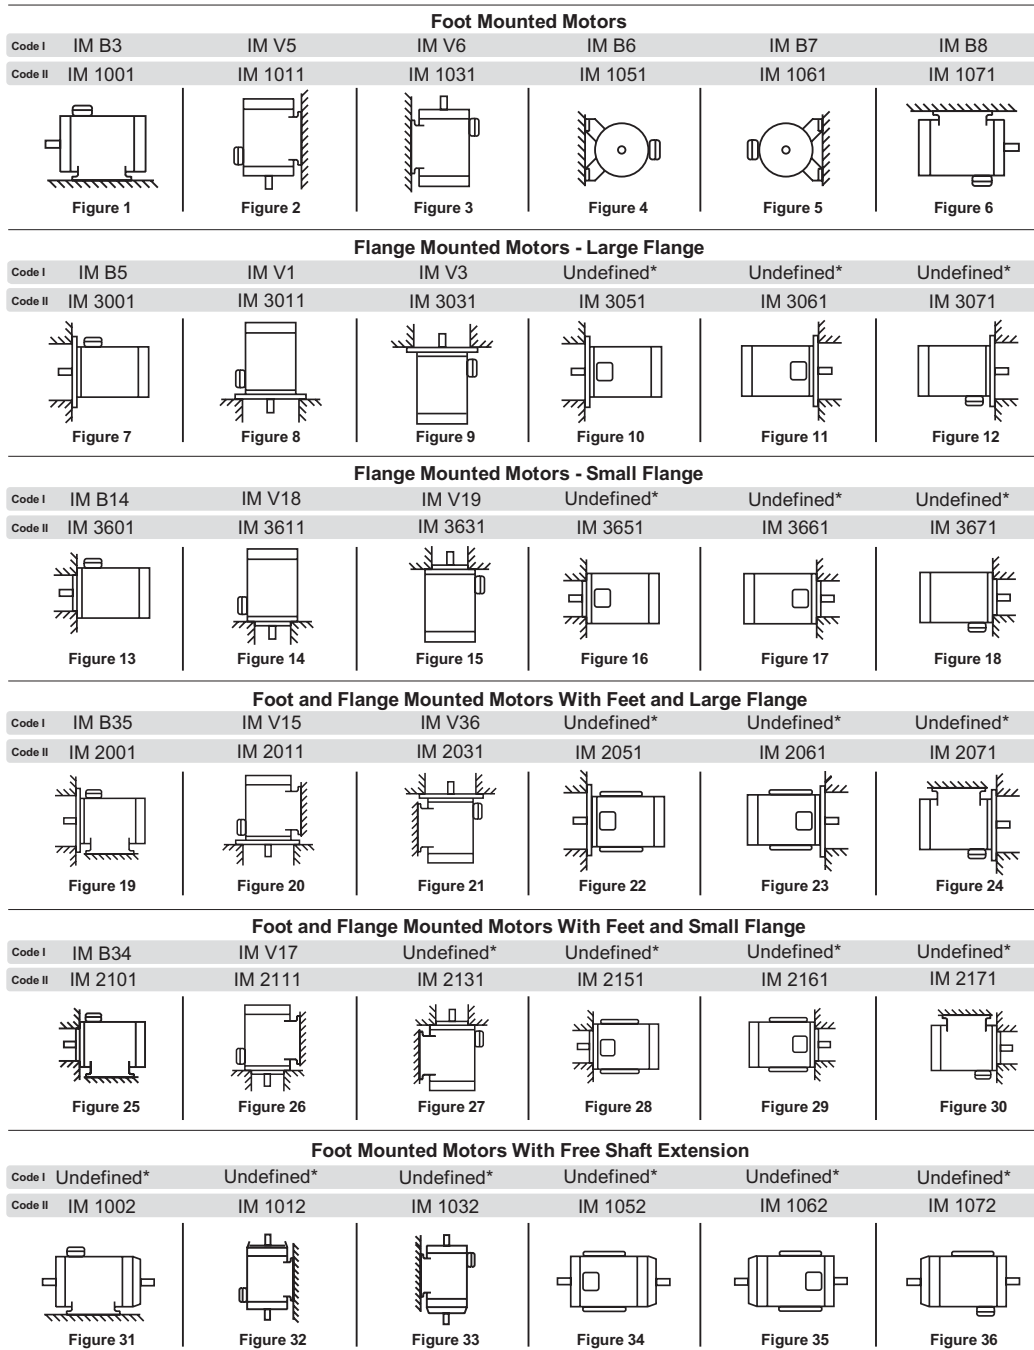 Foot Mounted Motors
Code I IM B3 IM V5 IM V6 IM B6 IM B7 IM B8
Code II IM 1001 IM 1011 IM 1031 IM 1051 IM 1061 IM 1071
Figure 1 Figure 2 Figure 3 Figure 4 Figure 5 Figure 6
Flange Mounted Motors - Large Flange
Code I IM B5 IM V1 IM V3 Undefined* Undefined* Undefined*
Code II IM 3001 IM 3011 IM 3031 IM 3051 IM 3061 IM 3071
Figure 7 Figure 8 Figure 9 Figure 10 Figure 11 Figure 12
Flange Mounted Motors - Small Flange
Code I IM B14 IM V18 IM V19 Undefined* Undefined* Undefined*
Code II IM 3601 IM 3611 IM 3631 IM 3651 IM 3661 IM 3671
Figure 13 Figure 14 Figure 15 Figure 16 Figure 17 Figure 18
Foot and Flange Mounted Motors With Feet and Large Flange
Code I IM B35 IM V15 IM V36 Undefined* Undefined* Undefined*
Code II IM 2001 IM 2011 IM 2031 IM 2051 IM 2061 IM 2071
Figure 19 Figure 20 Figure 21 Figure 22 Figure 23 Figure 24
Foot and Flange Mounted Motors With Feet and Small Flange
Code I IM B34 IM V17 Undefined* Undefined* Undefined* Undefined*
Code II IM 2101 IM 2111 IM 2131 IM 2151 IM 2161 IM 2171
Figure 25 Figure 26 Figure 27 Figure 28 Figure 29 Figure 30
Foot Mounted Motors With Free Shaft Extension
Code I Undefined* Undefined* Undefined* Undefined* Undefined* Undefined*
Code II IM 1002 IM 1012 IM 1032 IM 1052 IM 1062 IM 1072
Figure 31 Figure 32 Figure 33 Figure 34 Figure 35 Figure 36